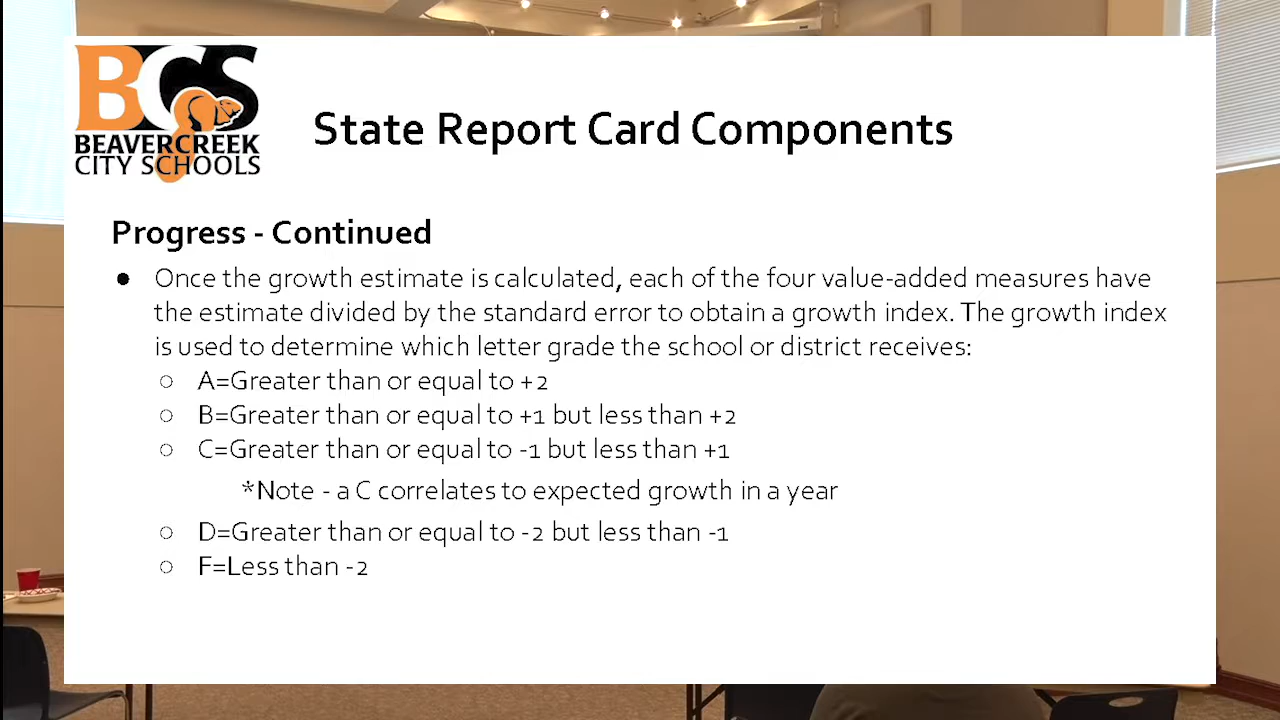 BCS
BEAVERCREEK
CITY SCHOOLS
State Report Card Components
Progress - Continued
● Once the growth estimate is calculated, each of the four value-added measures have
the estimate divided by the standard error to obtain a growth index. The growth index
is used to determine which letter grade the school or district receives:
○ A=Greater than or equal to +2
○ B=Greater than or equal to +1 but less than +2
○ C=Greater than or equal to -1 but less than +1
*Note - a C correlates to expected growth in a year
○ D=Greater than or equal to -2 but less than -1
○ F=Less than -2